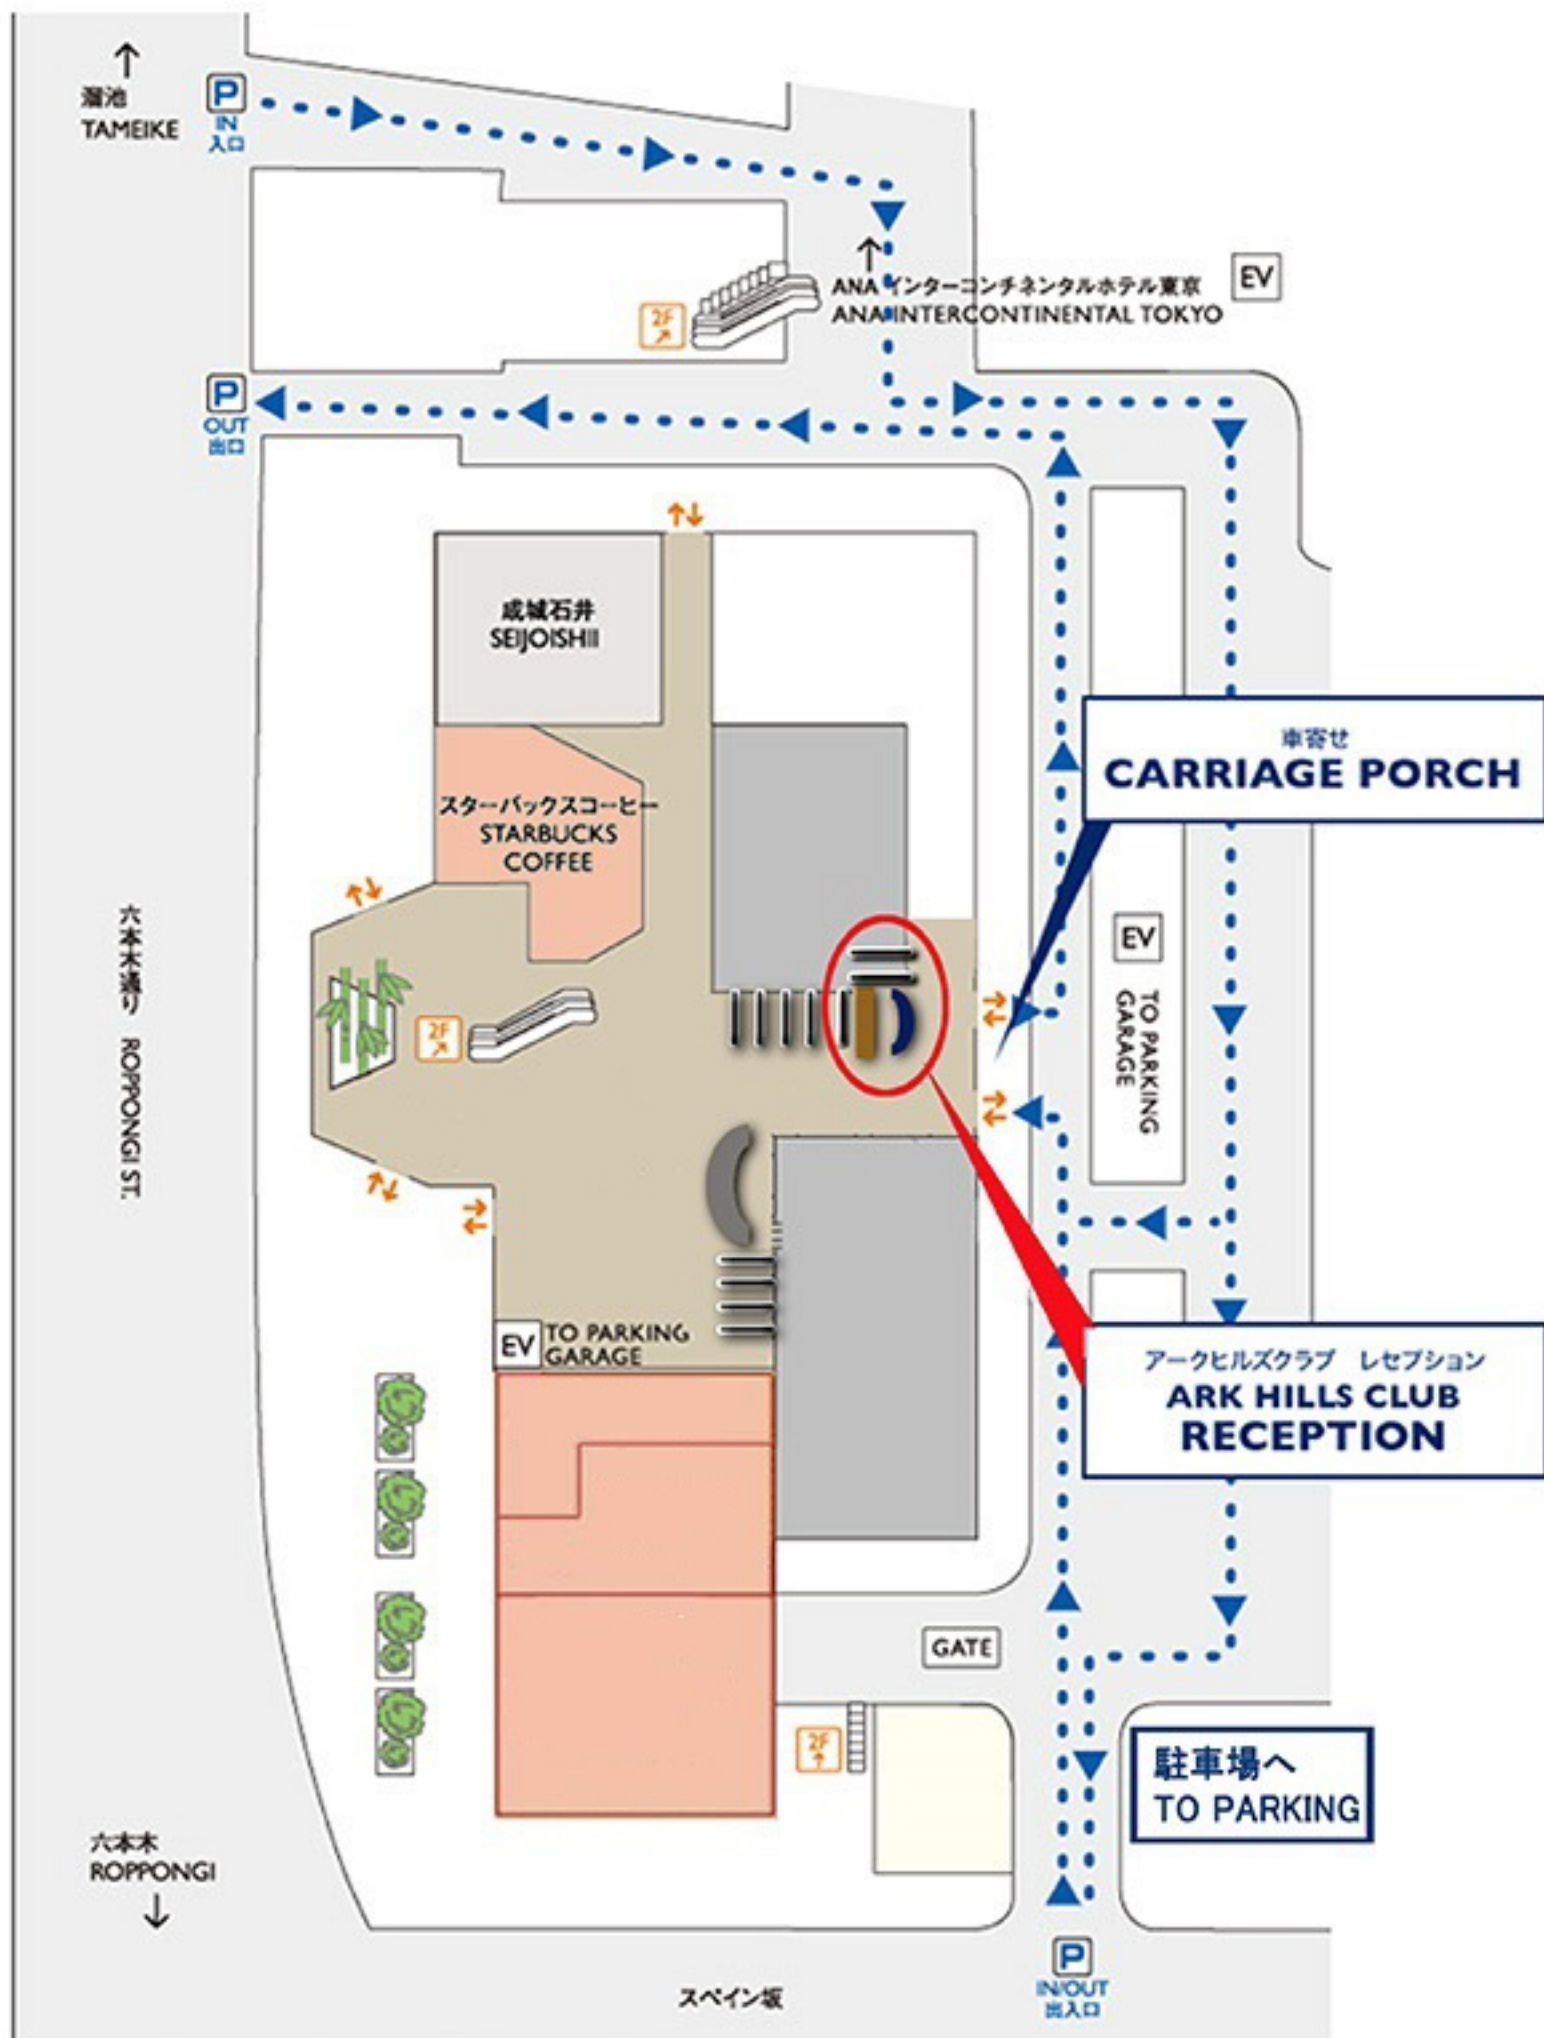 溜池
TAMEIKE
P
IN
入口
ANA インターコンチネンタルホテル東京
ANA INTERCONTINENTAL TOKYO
EV
2F
P
OUT
出口
成城石井
SEIJOISHII
車寄せ
CARRIAGE PORCH
スターバックスコーヒー
STARBUCKS
COFFEE
六本木通り ROPPONGI ST.
EV
TO PARKING
GARAGE
2F
EV
TO PARKING
GARAGE
アークヒルズクラブ レセプション
ARK HILLS CLUB
RECEPTION
GATE
2F
駐車場へ
TO PARKING
六本木
ROPPONGI
P
IN/OUT
出入口
スペイン坂